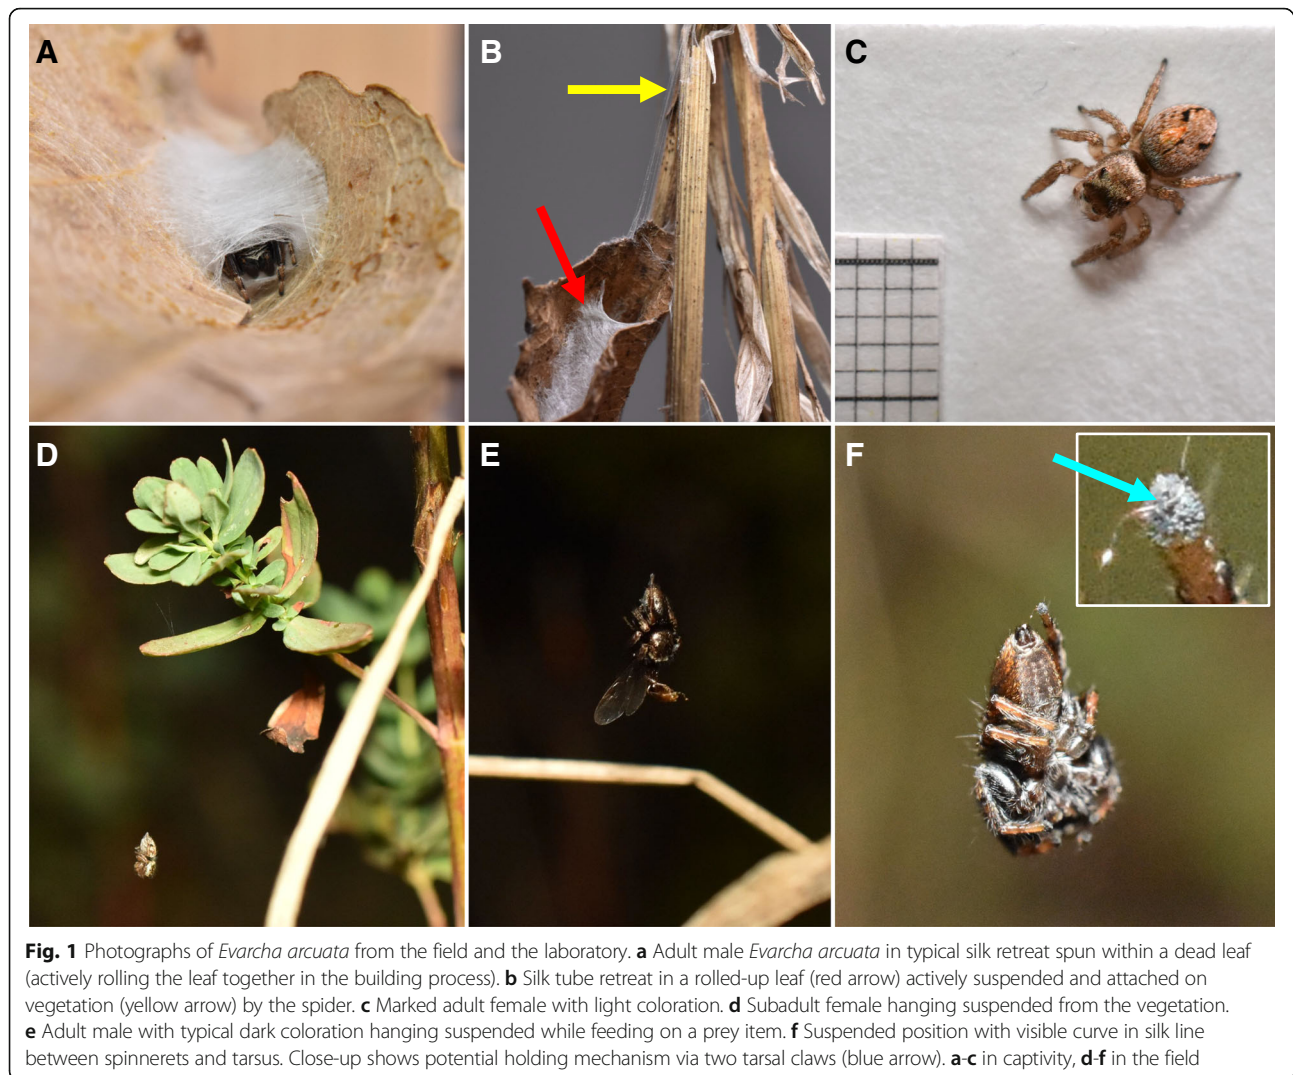 A
B
C
D
E
F
Fig. 1 Photographs of Evarcha arcuata from the field and the laboratory. a Adult male Evarcha arcuata in typical silk retreat spun within a dead leaf
(actively rolling the leaf together in the building process). b Silk tube retreat in a rolled-up leaf (red arrow) actively suspended and attached on
vegetation (yellow arrow) by the spider. c Marked adult female with light coloration. d Subadult female hanging suspended from the vegetation.
e Adult male with typical dark coloration hanging suspended while feeding on a prey item. f Suspended position with visible curve in silk line
between spinnerets and tarsus. Close-up shows potential holding mechanism via two tarsal claws (blue arrow). a-c in captivity, d-f in the field